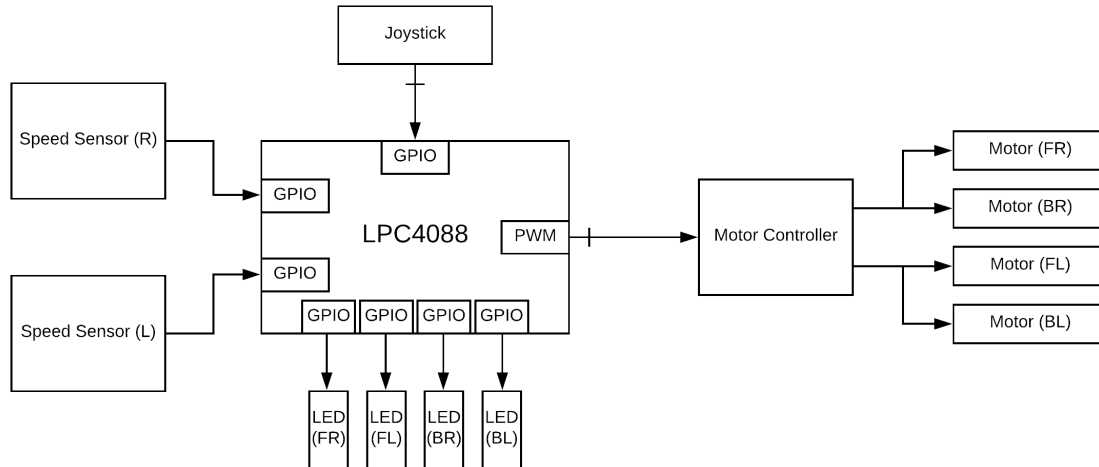 Joystick
Speed Sensor (R)
GPIO
GPIO
LPC4088
PWM
GPIO
Speed Sensor (L)
GPIO
GPIO
GPIO
GPIO
LED
(FR)
LED
(FL)
LED
(BR)
LED
(BL)
Motor Controller
Motor (FR)
Motor (BR)
Motor (FL)
Motor (BL)